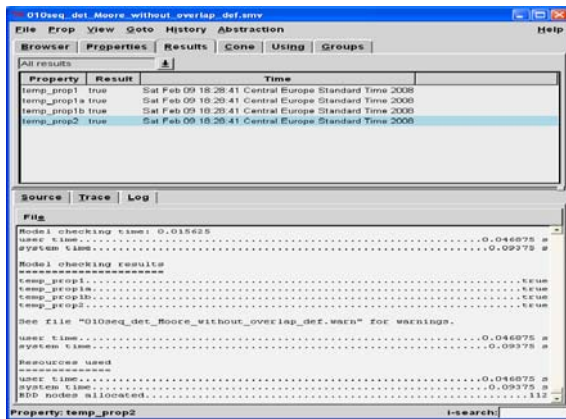 010seq_det_Moore_without_overlap_def.smv
File Prop View Goto History Abstraction Help
Browser Properties Results Cone Using Groups
All results
Property Result Time
temp_prop1 true Sat Feb 09 18:28:41 Central Europe Standard Time 2008
temp_prop1a true Sat Feb 09 18:28:41 Central Europe Standard Time 2008
temp_prop1b true Sat Feb 09 18:28:41 Central Europe Standard Time 2008
temp_prop2 true Sat Feb 09 18:28:41 Central Europe Standard Time 2008
Source Trace Log
File
Model checking time: 0.015625
user time.....................................................0.046875 s
system time...................................................0.09375 s
Model checking results
======================
temp_prop1....................................................true
temp_prop1a...................................................true
temp_prop1b...................................................true
temp_prop2....................................................true
See file "010seq_det_Moore_without_overlap_def.warn" for warnings.
user time.....................................................0.046875 s
system time...................................................0.09375 s
Resources used
==============
user time.....................................................0.046875 s
system time...................................................0.09375 s
BDD nodes allocated...........................................112
Property: temp_prop2 i-search: